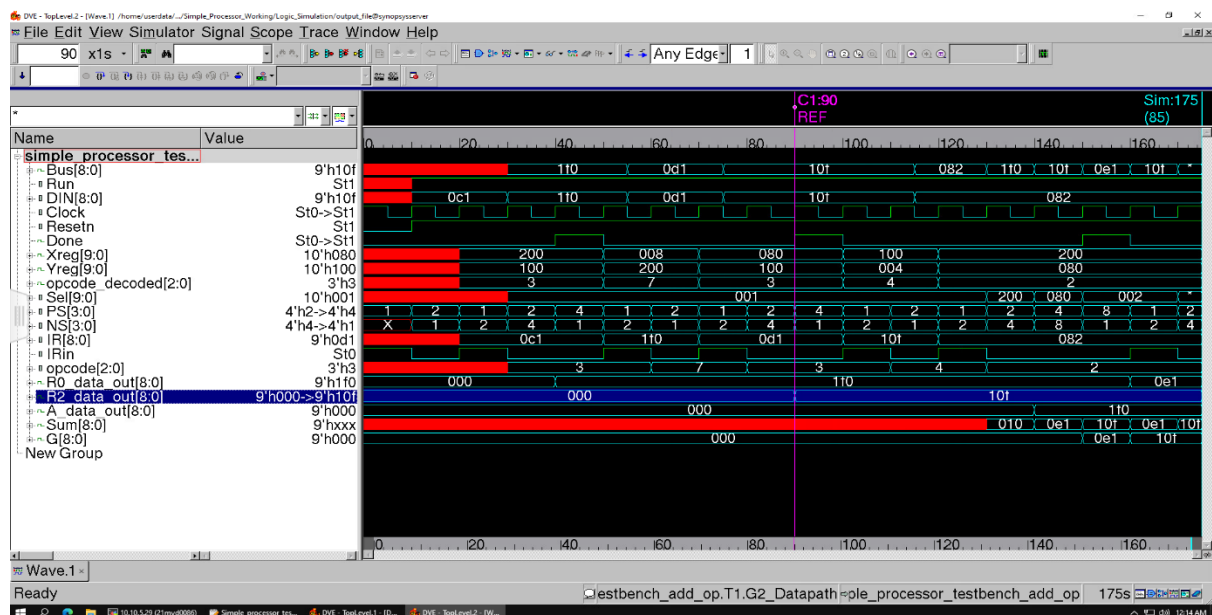 DVE - TopLevel.2 - [Wave.1] /home/userdata/.../Simple_Processor_Working/Logic_Simulation/output_file@synopsysserver
File Edit View Simulator Signal Scope Trace Window Help
90 x1s Any Edge 1
* C1:90 Sim:175
REF (85)
Name Value 0 20 40 60 80 100 120 140 160
simple_processor_tes...
Bus[8:0] 9'h10f 1f0 0d1 10f 082 1f0 10f 0e1 10f *
Run St1
DIN[8:0] 9'h10f 0c1 1f0 0d1 10f 082
Clock St0->St1
Resetn St1
Done St0->St1
Xreg[9:0] 10'h080 200 008 080 100 200
Yreg[9:0] 10'h100 100 200 100 004 080
opcode_decoded[2:0] 3'h3 3 7 3 4 2
Sel[9:0] 10'h001 001 200 080 002 *
PS[3:0] 4'h2->4'h4 1 2 1 2 4 1 2 1 2 4 1 2 1 2 4 8 1 2
NS[3:0] 4'h4->4'h1 X 1 2 4 1 2 1 2 4 1 2 1 2 4 8 1 2 4
IR[8:0] 9'h0d1 0c1 1f0 0d1 10f 082
IRin St0
opcode[2:0] 3'h3 3 7 3 4 2
R0_data_out[8:0] 9'h1f0 000 1f0 0e1
R2_data_out[8:0] 9'h000->9'h10f 000 10f
A_data_out[8:0] 9'h000 000 1f0
Sum[8:0] 9'hxxx 010 0e1 10f 0e1 10f
G[8:0] 9'h000 000 0e1 10f
New Group
0 20 40 60 80 100 120 140 160
Wave.1
Ready estbench_add_op.T1.G2_Datapath ple_processor_testbench_add_op 175s
10.10.5.29 (21mvd0086) Simple_processor_tes... DVE - TopLevel.1 - [D... DVE - TopLevel.2 - [W... 12:14 AM